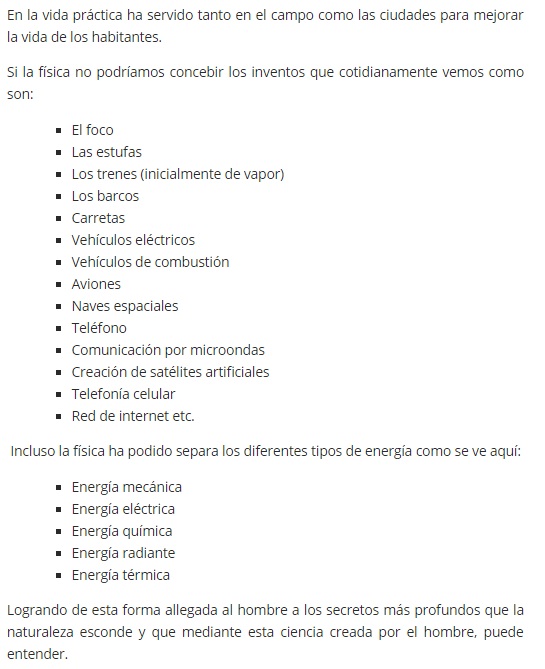 En la vida práctica ha servido tanto en el campo como las ciudades para mejorar
la vida de los habitantes.
Si la física no podríamos concebir los inventos que cotidianamente vemos como
son:
▪ El foco
▪ Las estufas
▪ Los trenes (inicialmente de vapor)
▪ Los barcos
▪ Carretas
▪ Vehículos eléctricos
▪ Vehículos de combustión
▪ Aviones
▪ Naves espaciales
▪ Teléfono
▪ Comunicación por microondas
▪ Creación de satélites artificiales
▪ Telefonía celular
▪ Red de internet etc.
Incluso la física ha podido separa los diferentes tipos de energía como se ve aquí:
▪ Energía mecánica
▪ Energía eléctrica
▪ Energía química
▪ Energía radiante
▪ Energía térmica
Logrando de esta forma allegada al hombre a los secretos más profundos que la
naturaleza esconde y que mediante esta ciencia creada por el hombre, puede
entender.